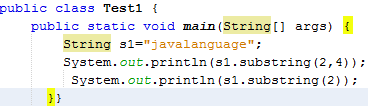 public class Test1 {
public static void main(String[] args) {
String s1="javalanguage";
System.out.println(s1.substring(2,4));
System.out.println(s1.substring(2));
}}